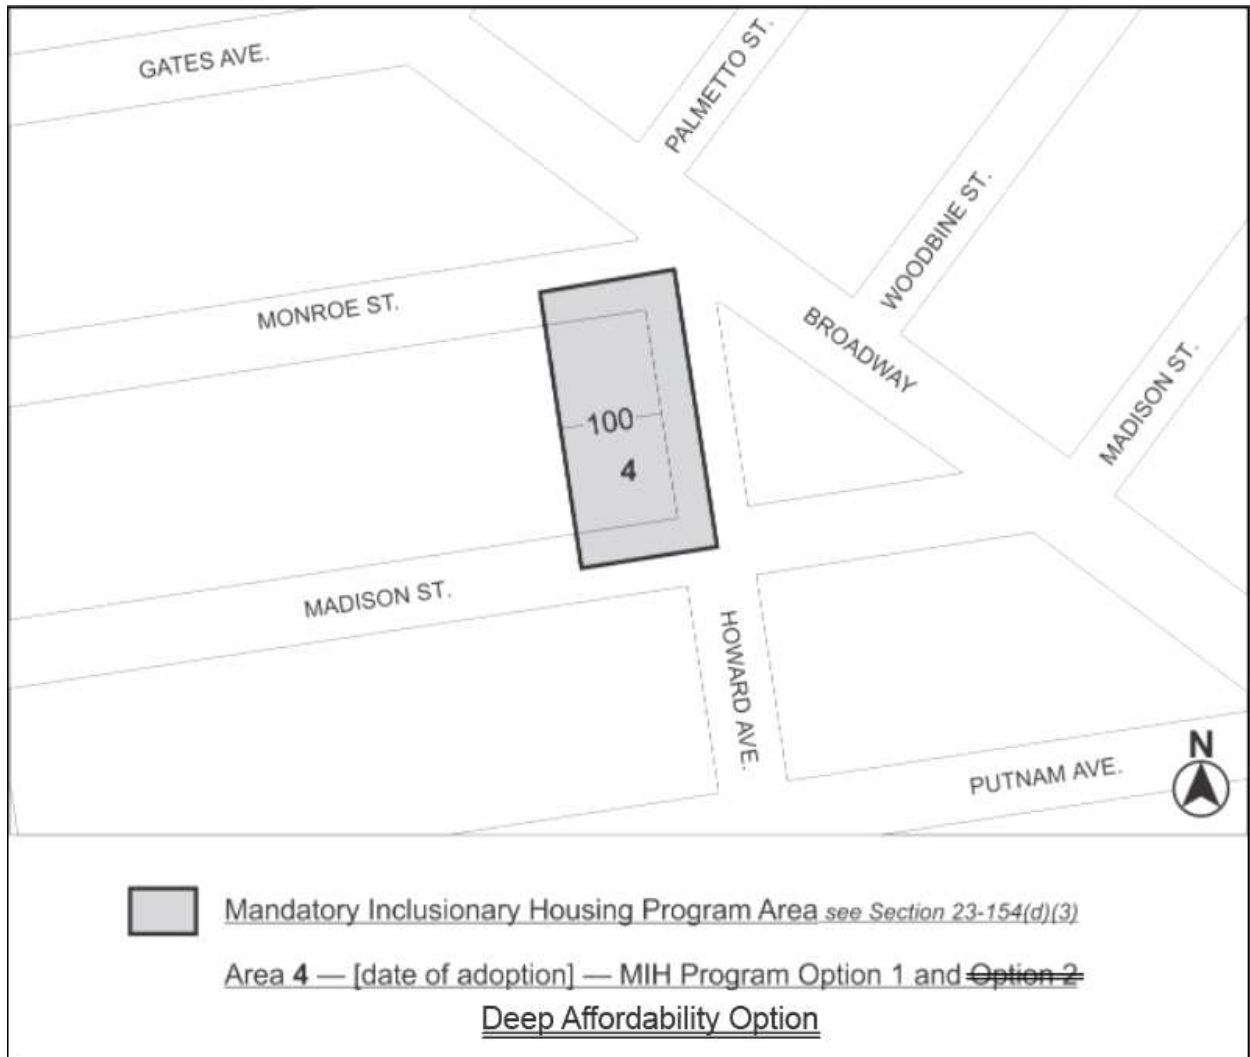 GATES AVE.
PALMETTO ST.
WOODBINE ST.
MONROE ST.
BROADWAY
MADISON ST.
100
4
MADISON ST.
HOWARD AVE.
N
PUTNAM AVE.
Mandatory Inclusionary Housing Program Area see Section 23-154(d)(3)
Area 4 — [date of adoption] — MIH Program Option 1 and Option 2
Deep Affordability Option